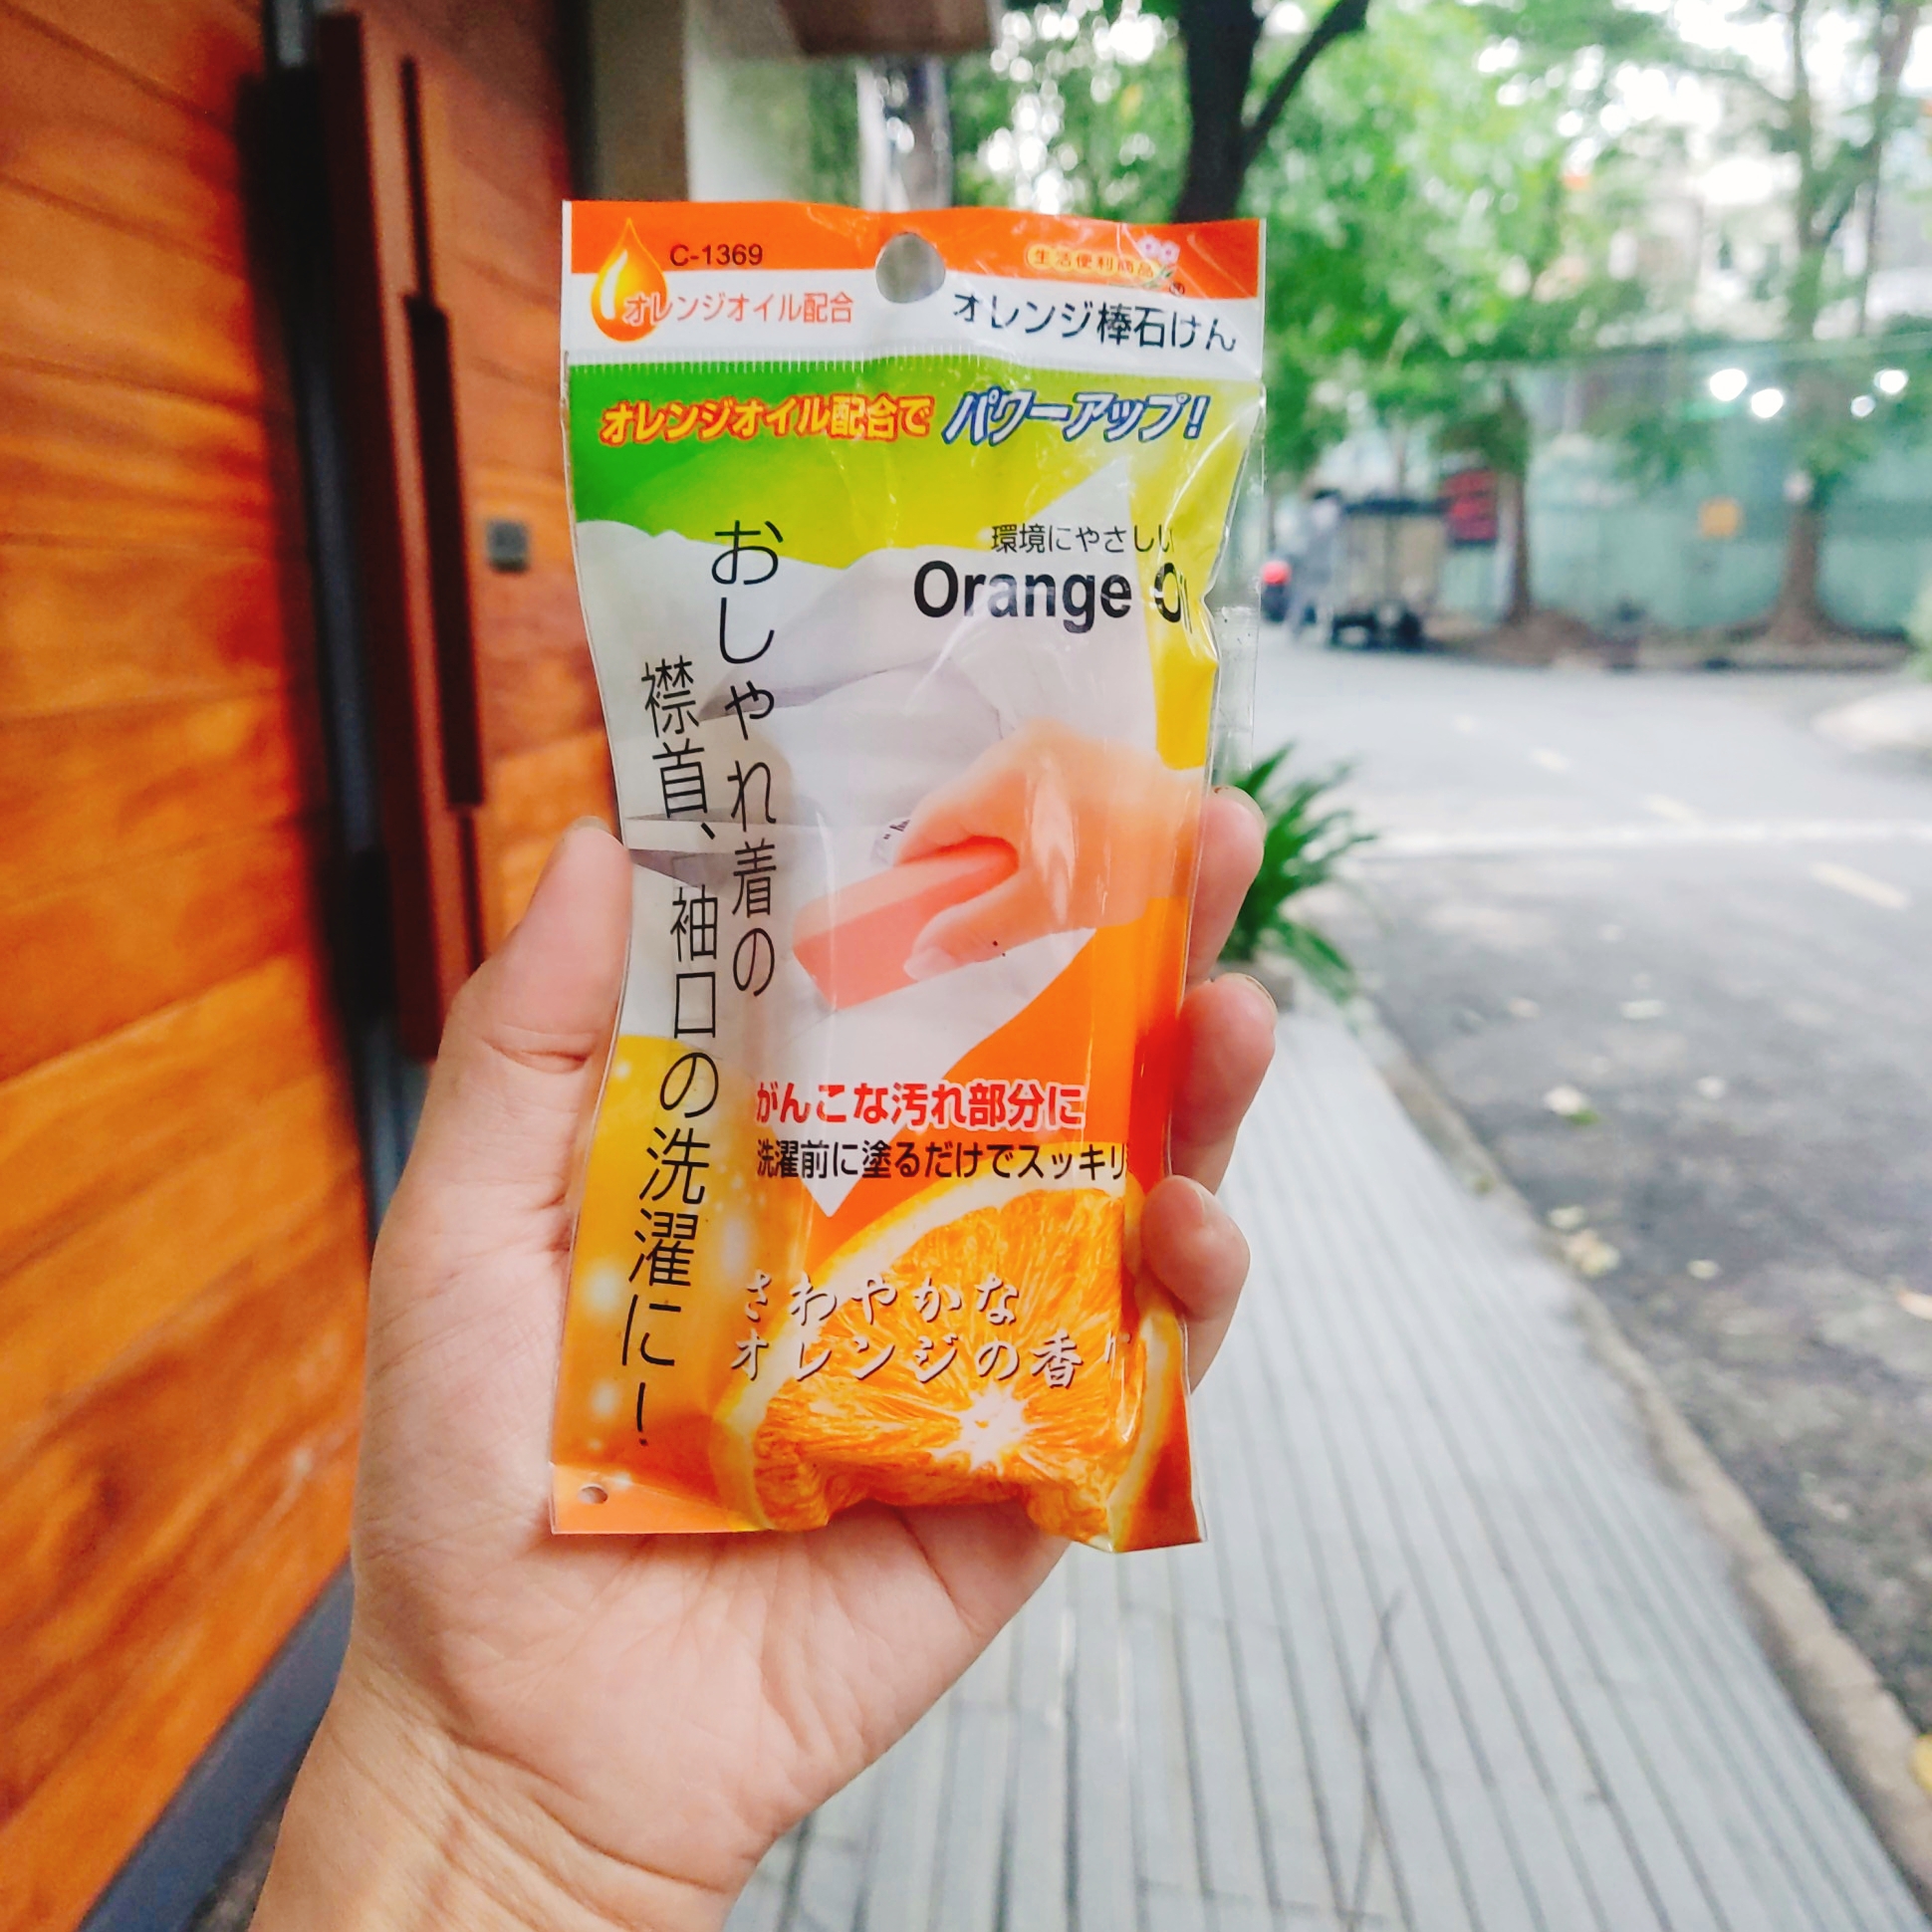 C-1369
生活便利商品
オレンジオイル配合
オレンジ棒石けん
オレンジオイル配合で パワーアップ!
環境にやさしい
Orange Oil
おしゃれ着の
襟首、袖口の洗濯に!
がんこな汚れ部分に
洗濯前に塗るだけでスッキリ
さわやかな
オレンジの香り